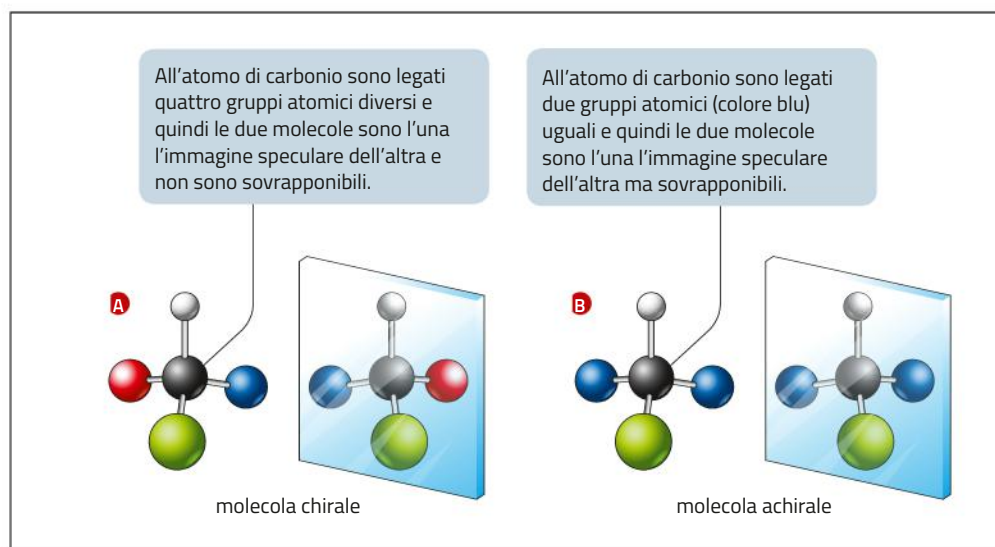 All’atomo di carbonio sono legati
quattro gruppi atomici diversi e
quindi le due molecole sono l’una
l’immagine speculare dell’altra e
non sono sovrapponibili.
All’atomo di carbonio sono legati
due gruppi atomici (colore blu)
uguali e quindi le due molecole
sono l’una l’immagine speculare
dell’altra ma sovrapponibili.
A
B
molecola chirale
molecola achirale